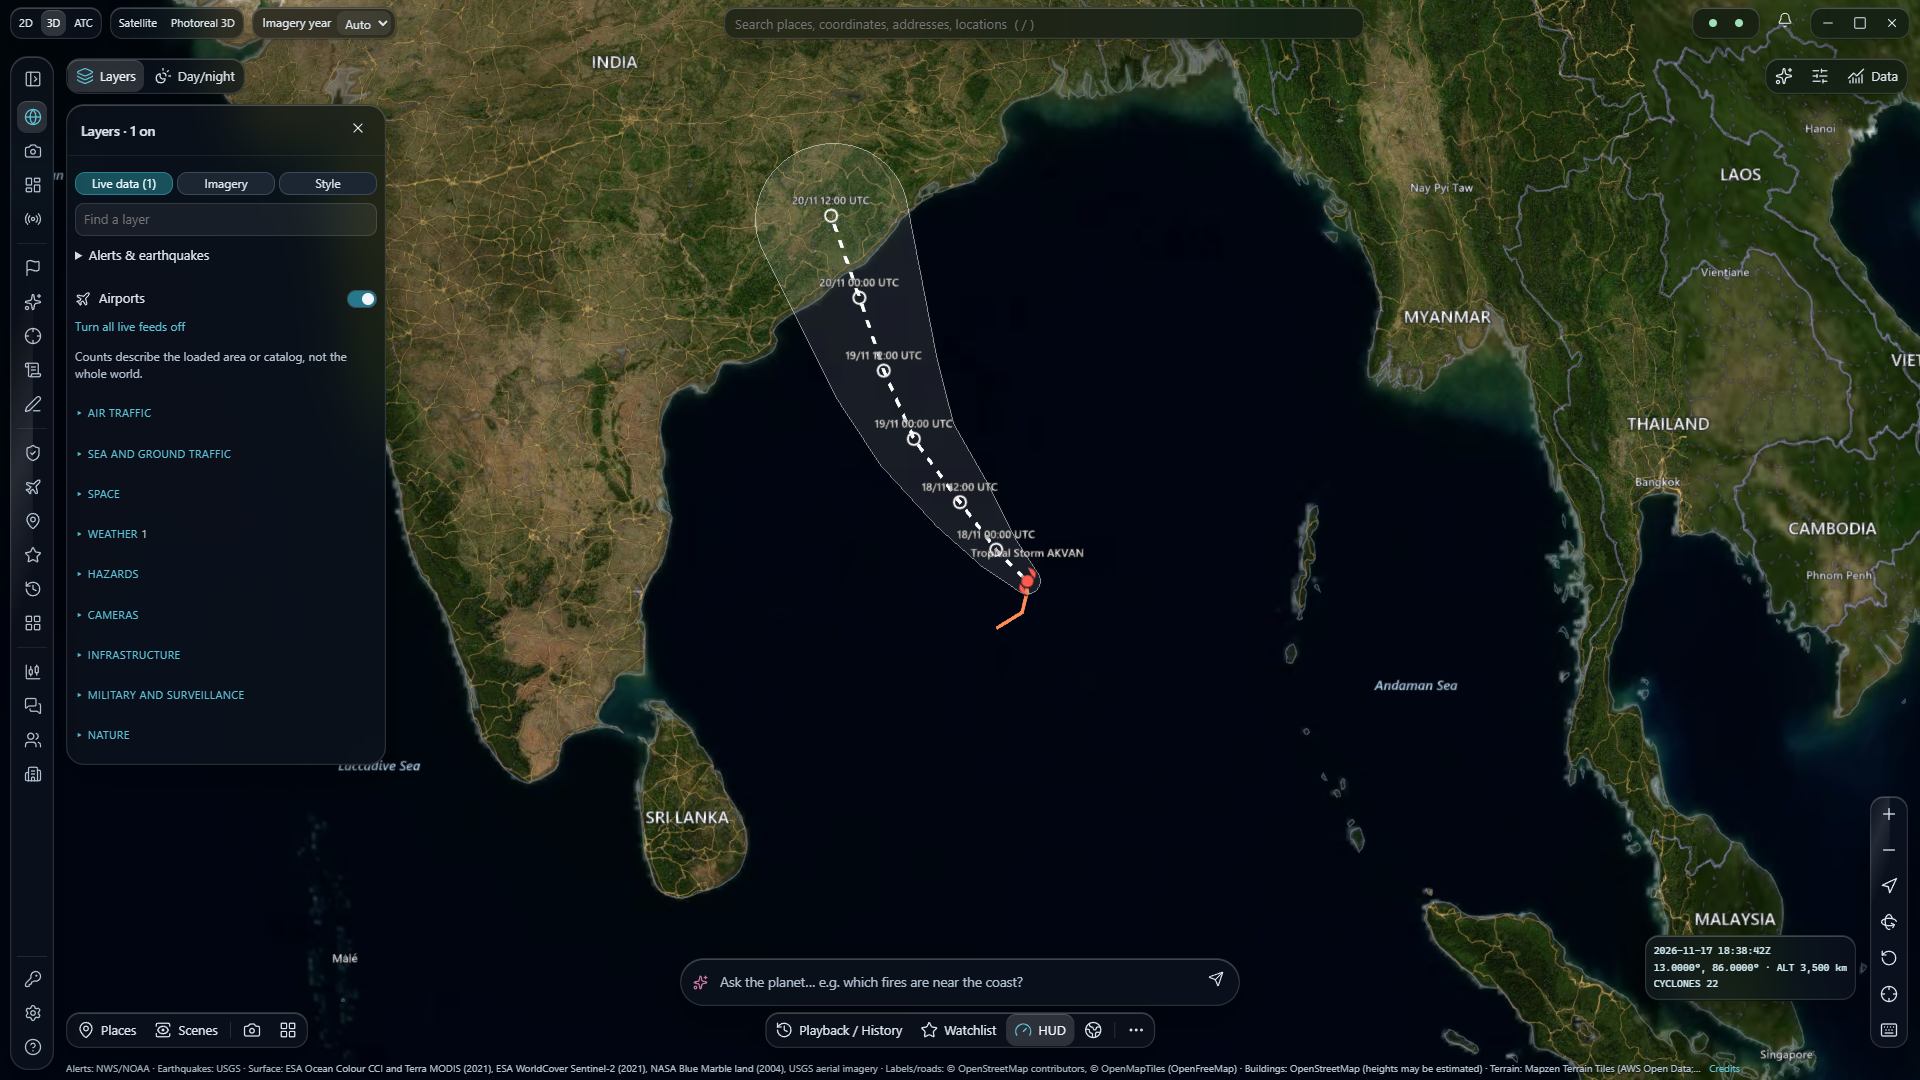 2D 3D ATC Satellite Photoreal 3D Imagery year Auto
Search places, coordinates, addresses, locations ( / )
Layers Day/night
Data
Layers · 1 on
Live data (1) Imagery Style
Find a layer
Alerts & earthquakes
Airports
Turn all live feeds off
Counts describe the loaded area or catalog, not the
whole world.
AIR TRAFFIC
SEA AND GROUND TRAFFIC
SPACE
WEATHER 1
HAZARDS
CAMERAS
INFRASTRUCTURE
MILITARY AND SURVEILLANCE
NATURE
INDIA
Hanoi
LAOS
Nay Pyi Taw
Vientiane
MYANMAR
THAILAND
Bangkok
CAMBODIA
Phnom Penh
Andaman Sea
Laccadive Sea
SRI LANKA
Malé
MALAYSIA
Singapore
20/11 12:00 UTC
20/11 00:00 UTC
19/11 12:00 UTC
19/11 00:00 UTC
18/11 12:00 UTC
18/11 00:00 UTC
Tropical Storm AKVAN
2026-11-17 18:38:42Z
13.0000°, 86.0000° · ALT 3,500 km
CYCLONES 22
Ask the planet... e.g. which fires are near the coast?
Places Scenes
Playback / History Watchlist HUD
Alerts: NWS/NOAA · Earthquakes: USGS · Surface: ESA Ocean Colour CCI and Terra MODIS (2021), ESA WorldCover Sentinel-2 (2021), NASA Blue Marble land (2004), USGS aerial imagery · Labels/roads: © OpenStreetMap contributors, © OpenMapTiles (OpenFreeMap) · Buildings: OpenStreetMap (heights may be estimated) · Terrain: Mapzen Terrain Tiles (AWS Open Data;... Credits